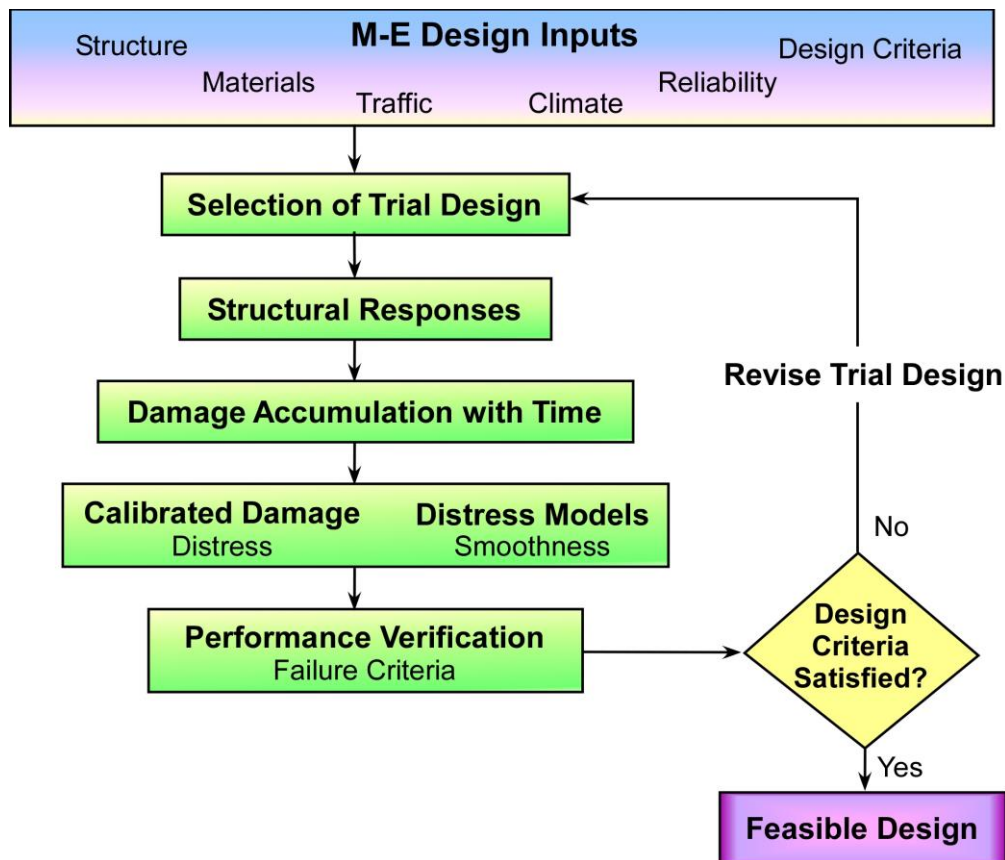 M-E Design Inputs
Structure
Design Criteria
Materials
Reliability
Traffic
Climate
Selection of Trial Design
Structural Responses
Revise Trial Design
Damage Accumulation with Time
Calibrated Damage
Distress Models
Distress
Smoothness
No
Performance Verification
Failure Criteria
Design
Criteria
Satisfied?
Yes
Feasible Design